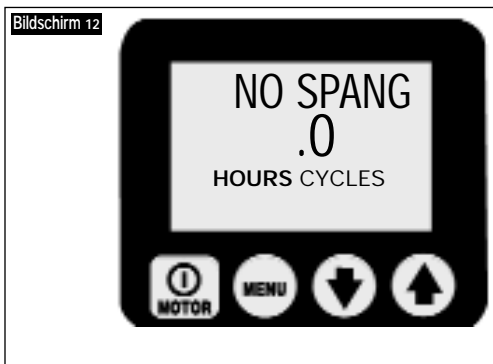 Bildschirm 12
NO SPANG
.0
HOURS CYCLES
MOTOR MENU